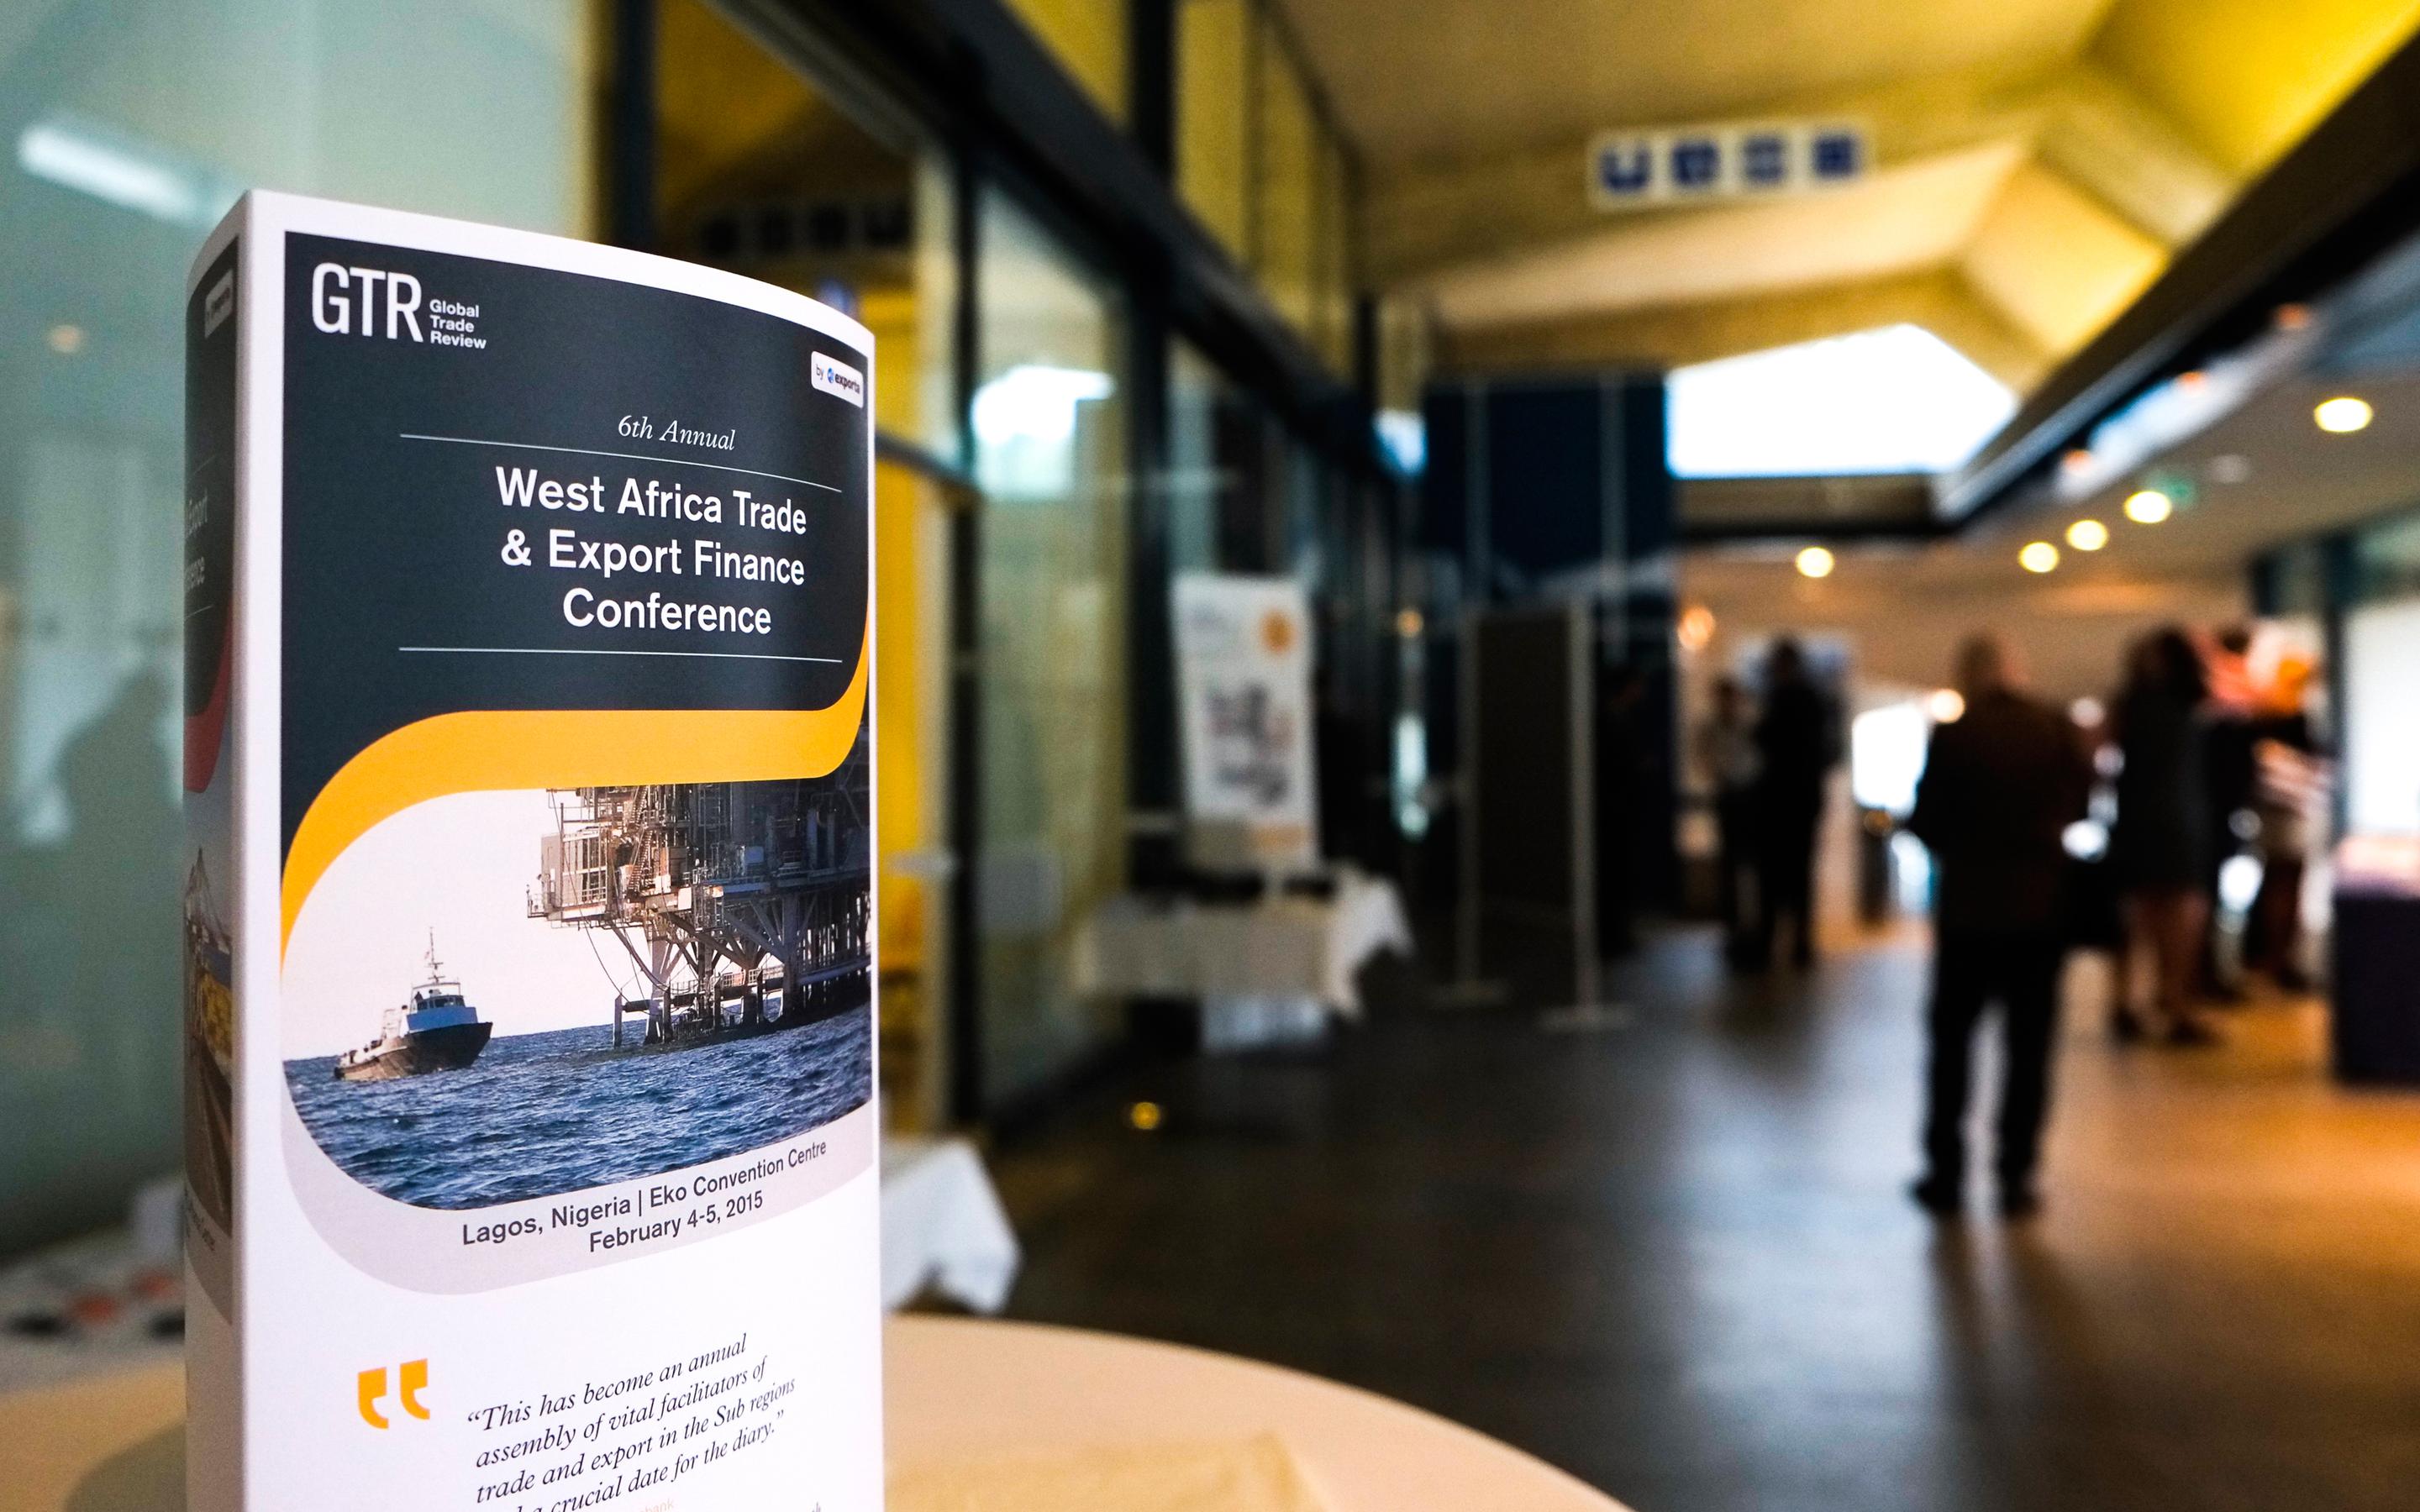 GTR
Global
Trade
Review
by exporta
6th Annual
West Africa Trade
& Export Finance
Conference
Lagos, Nigeria | Eko Convention Centre
February 4-5, 2015
“This has become an annual
assembly of vital facilitators of
trade and export in the Sub regions
a crucial date for the diary.”